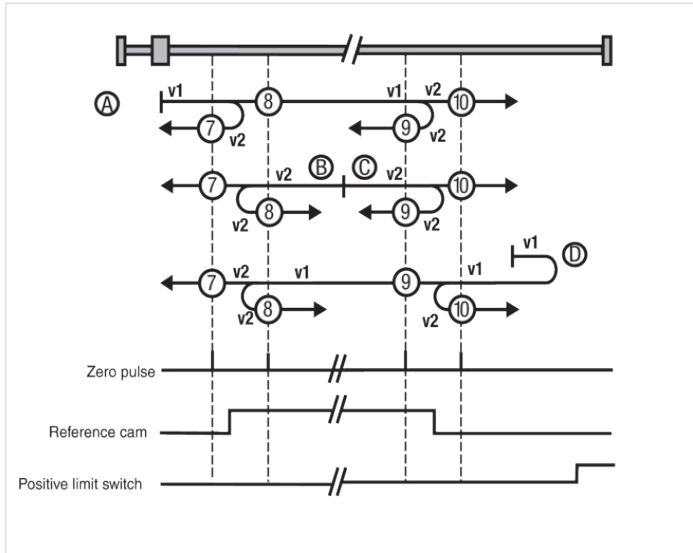 v1 8 v1 v2 10
A
7 v2 9 v2
B C
7 v2 v2 10
v2 8 9 v2
v1 D
7 v2 v1 9 v1
v2 8 v2 10
Zero pulse
Reference cam
Positive limit switch